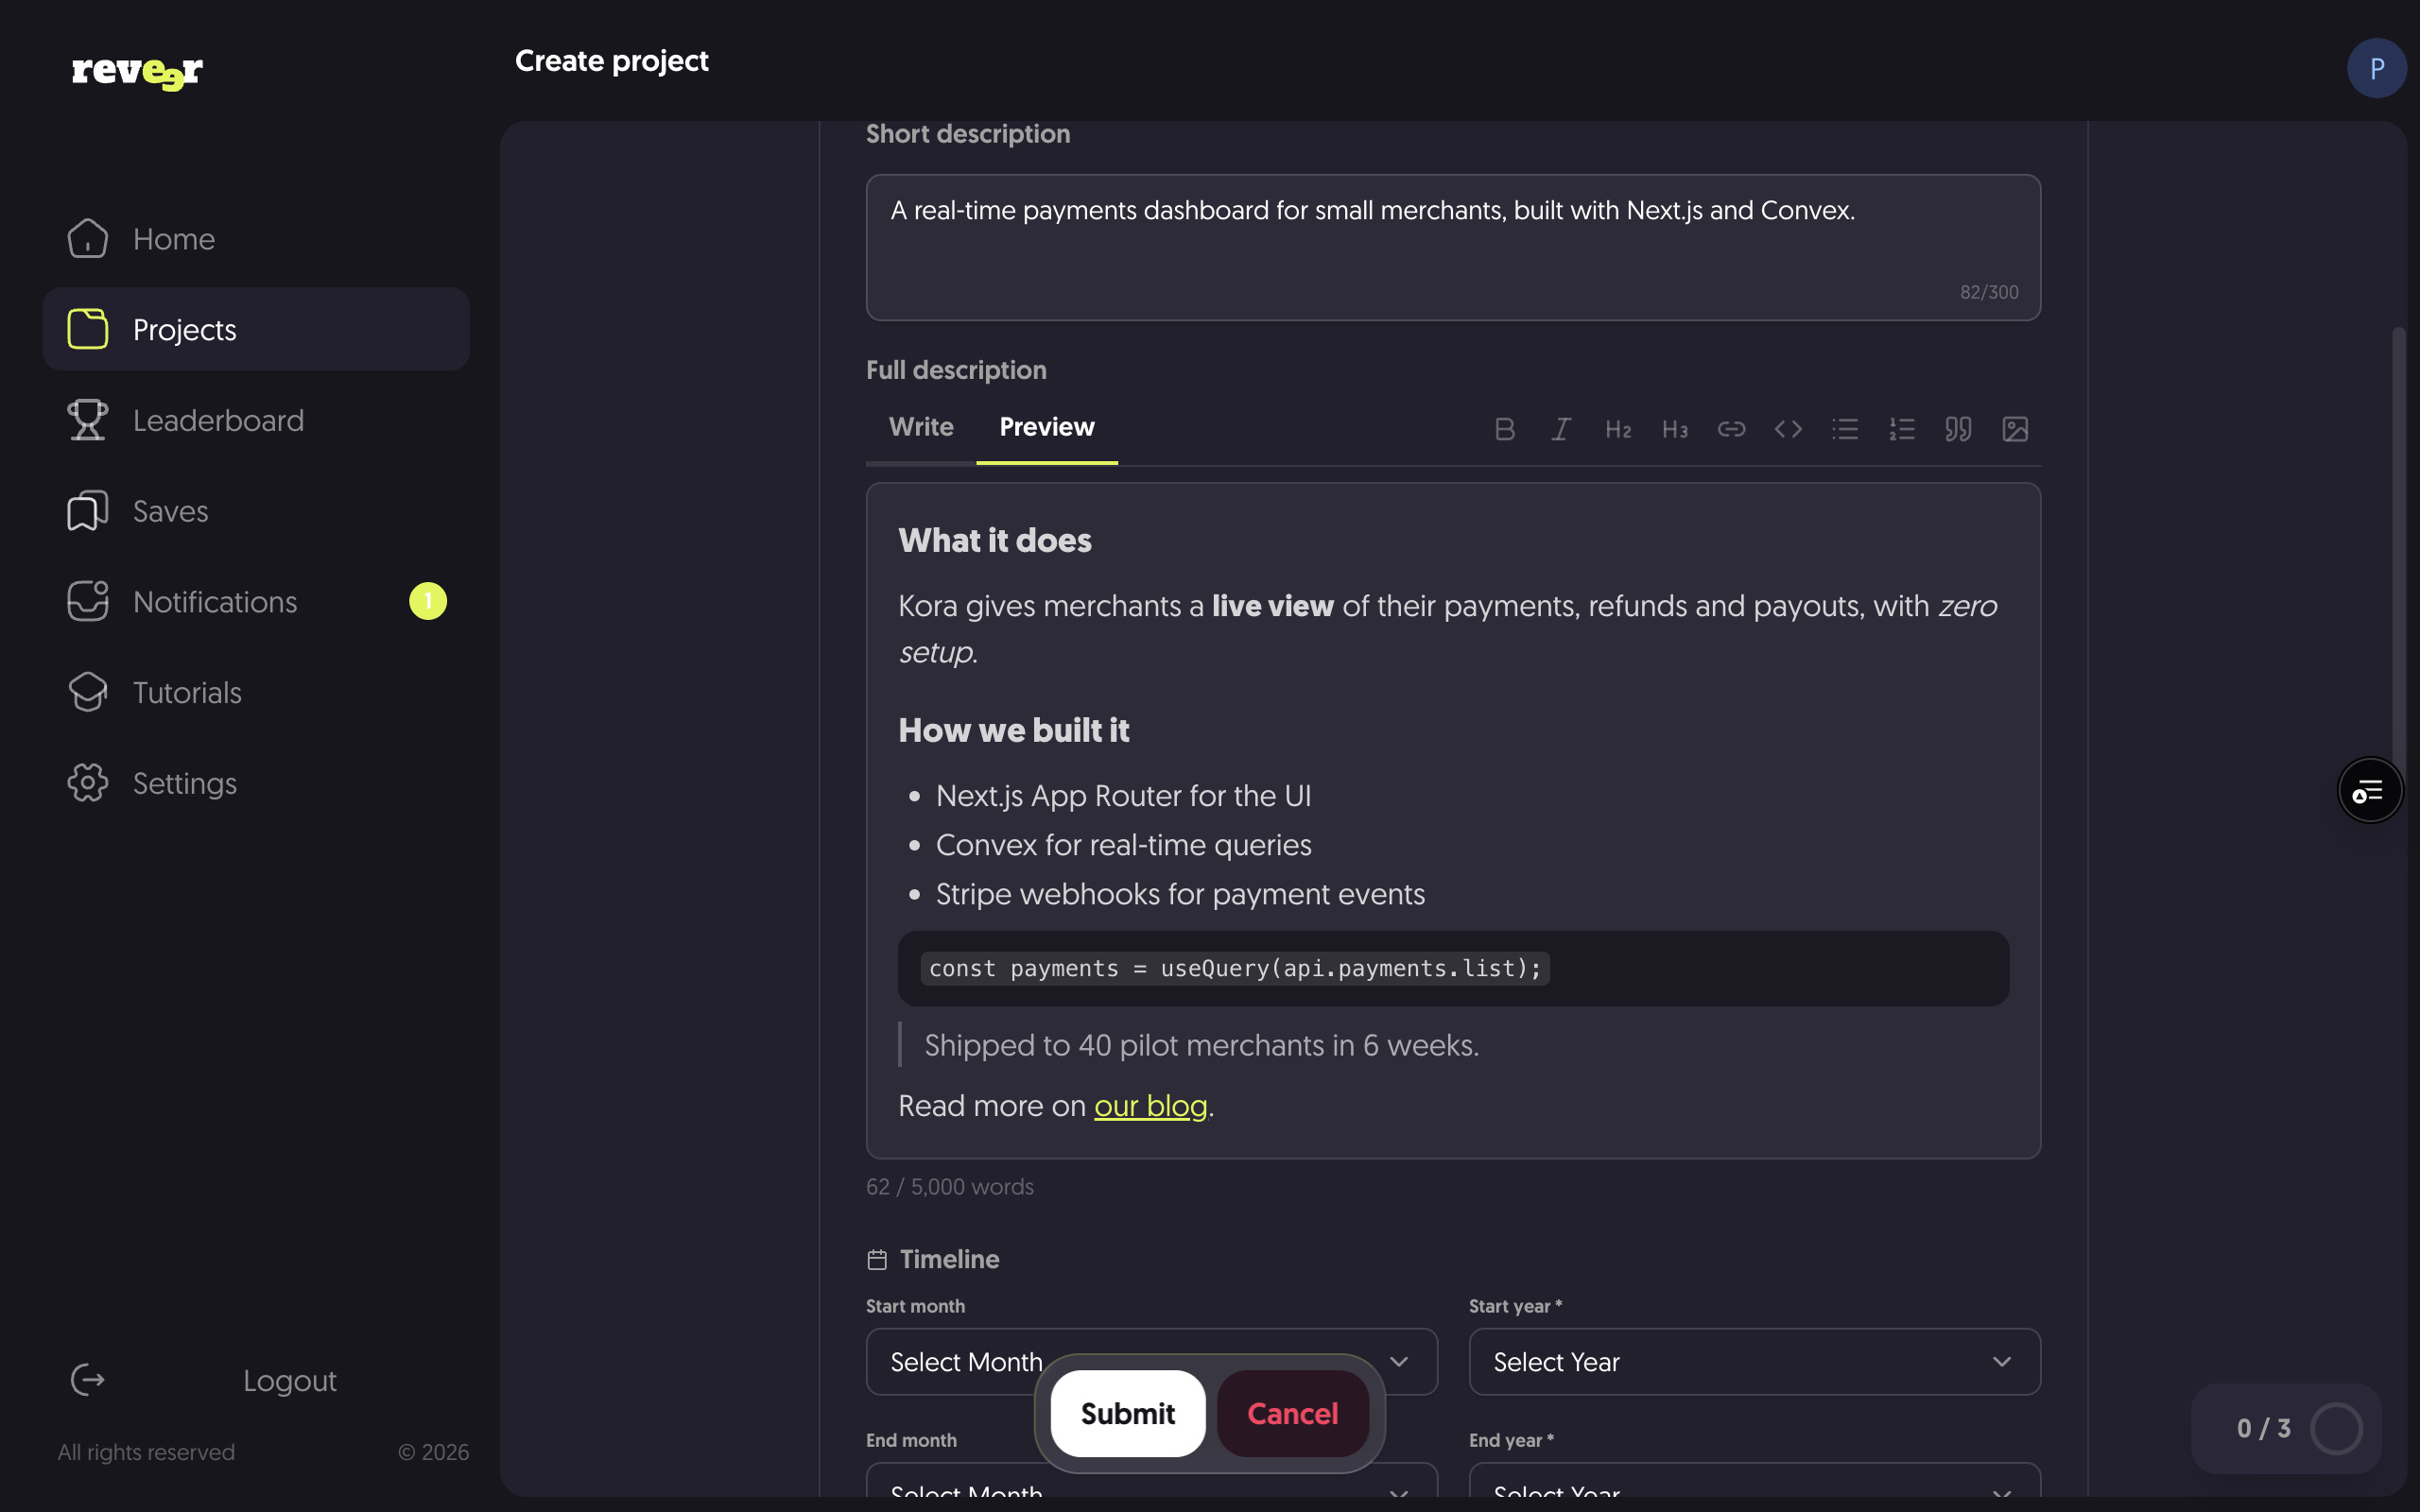 reveer
Create project
P
Home
Projects
Leaderboard
Saves
Notifications
1
Tutorials
Settings
Logout
All rights reserved
© 2026
Short description
A real-time payments dashboard for small merchants, built with Next.js and Convex.
82/300
Full description
Write
Preview
B
I
H2
H3
What it does
Kora gives merchants a live view of their payments, refunds and payouts, with zero
setup.
How we built it
• Next.js App Router for the UI
• Convex for real-time queries
• Stripe webhooks for payment events
const payments = useQuery(api.payments.list);
Shipped to 40 pilot merchants in 6 weeks.
Read more on our blog.
62 / 5,000 words
Timeline
Start month
Start year *
Select Month
Select Year
Submit
Cancel
End month
End year *
Select Month
Select Year
0 / 3